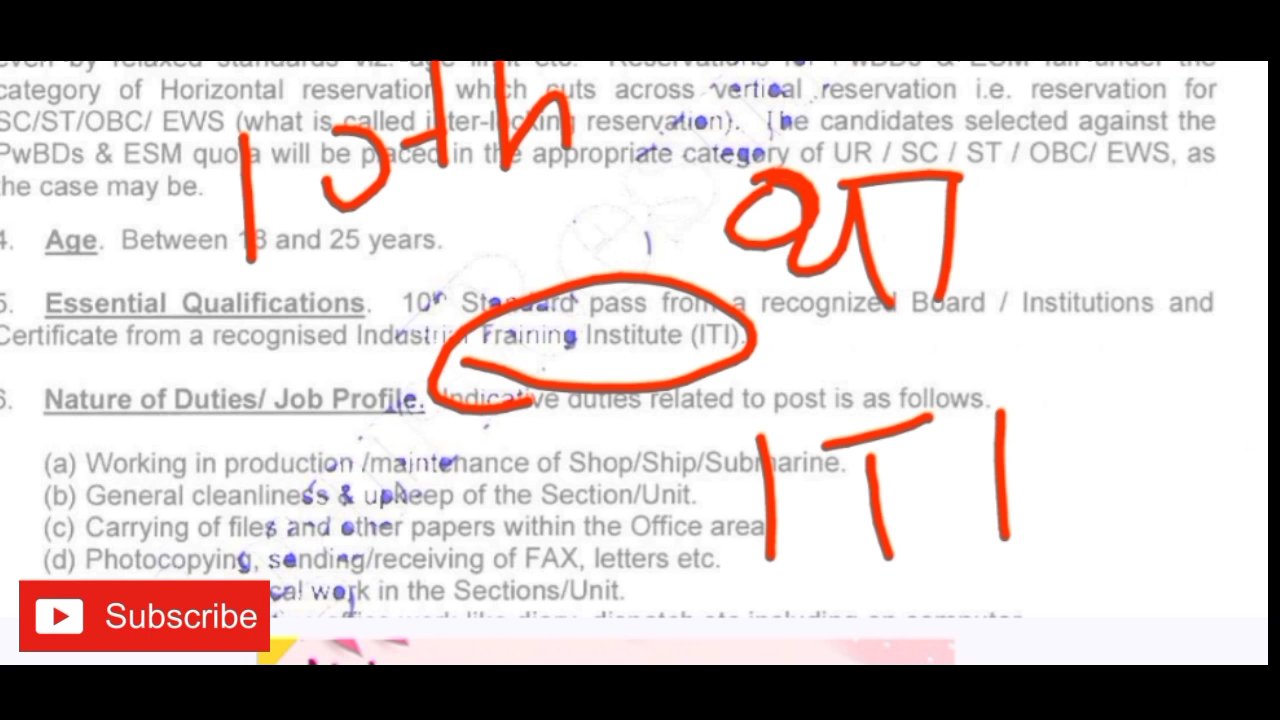 category of Horizontal reservation which cuts across vertical reservation i.e. reservation for
SC/ST/OBC/ EWS (what is called inter-locking reservation). The candidates selected against the
PwBDs & ESM quota will be placed in the appropriate category of UR / SC / ST / OBC/ EWS, as
the case may be.
10th
या
4. Age. Between 18 and 25 years.
5. Essential Qualifications. 10th Standard pass from a recognized Board / Institutions and
Certificate from a recognised Industrial Training Institute (ITI).
6. Nature of Duties/ Job Profile. Indicative duties related to post is as follows.
ITI
(a) Working in production /maintenance of Shop/Ship/Submarine.
(b) General cleanliness & upkeep of the Section/Unit.
(c) Carrying of files and other papers within the Office area
(d) Photocopying, sending/receiving of FAX, letters etc.
work in the Sections/Unit.
Subscribe